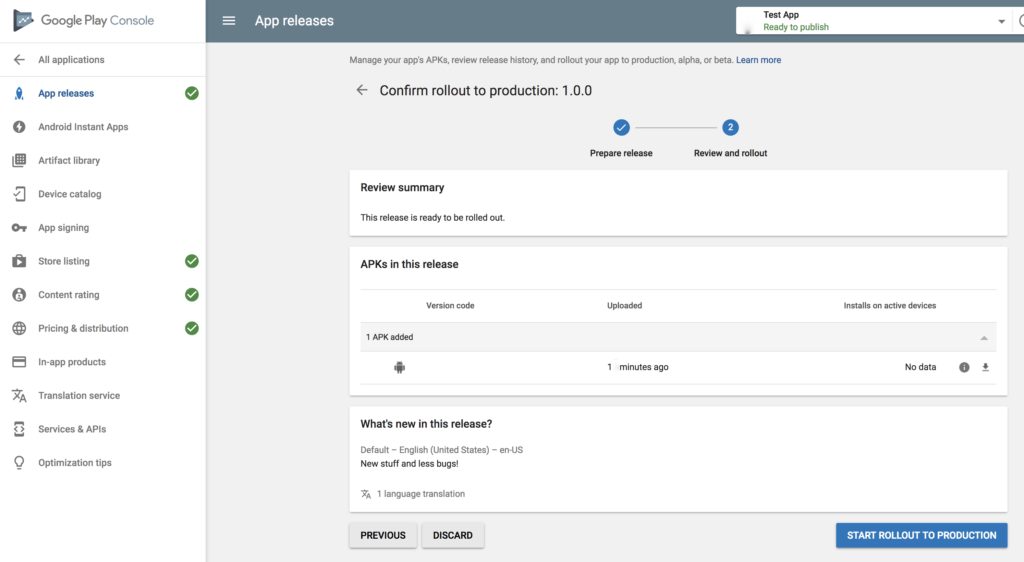 Google Play Console
App releases
Test App
Ready to publish
All applications
App releases
Android Instant Apps
Artifact library
Device catalog
App signing
Store listing
Content rating
Pricing & distribution
In-app products
Translation service
Services & APIs
Optimization tips
Manage your app's APKs, review release history, and rollout your app to production, alpha, or beta. Learn more
Confirm rollout to production: 1.0.0
2
Prepare release Review and rollout
Review summary
This release is ready to be rolled out.
APKs in this release
Version code Uploaded Installs on active devices
1 APK added
1 minutes ago No data
What's new in this release?
Default – English (United States) – en-US
New stuff and less bugs!
1 language translation
PREVIOUS DISCARD START ROLLOUT TO PRODUCTION